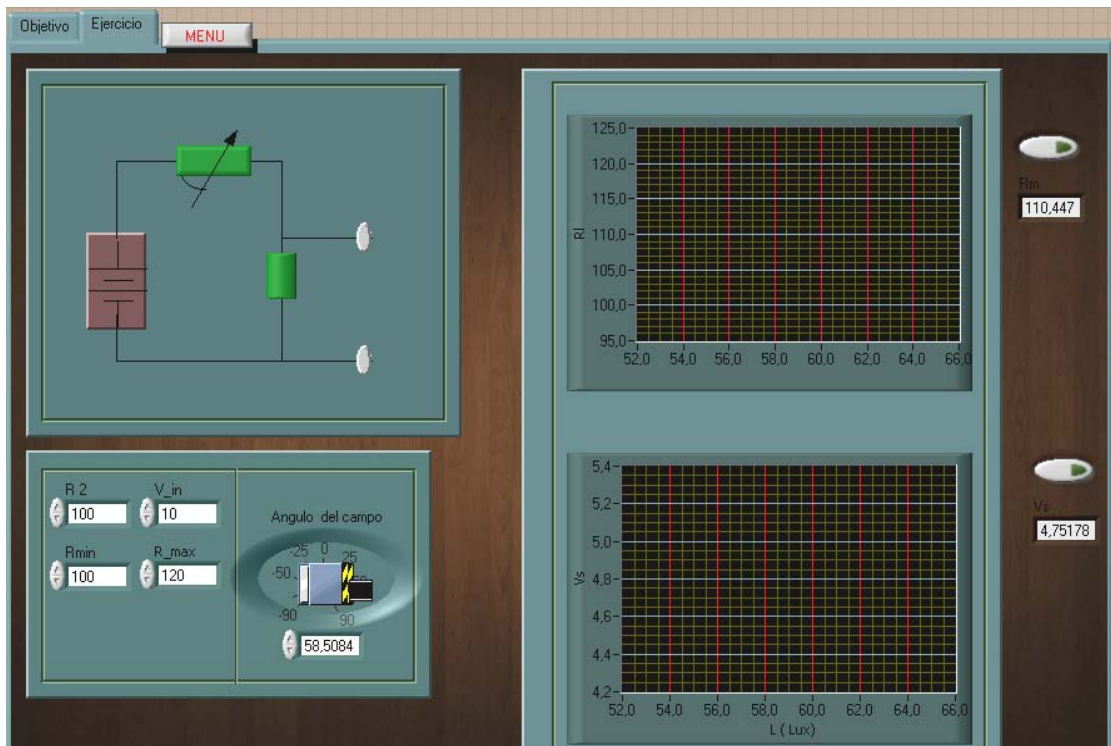 Objetivo
Ejercicio
MENU
R 2
V_in
100
10
Rmin
R_max
100
120
Angulo del campo
-25 0 25
-50
-90 90
58,5084
125,0
120,0
115,0
110,0
105,0
100,0
95,0
Rl
52,0 54,0 56,0 58,0 60,0 62,0 64,0 66,0
Rm
110,447
5,4
5,2
5,0
4,8
4,6
4,4
4,2
Vs
52,0 54,0 56,0 58,0 60,0 62,0 64,0 66,0
L ( Lux)
Vs
4,75178